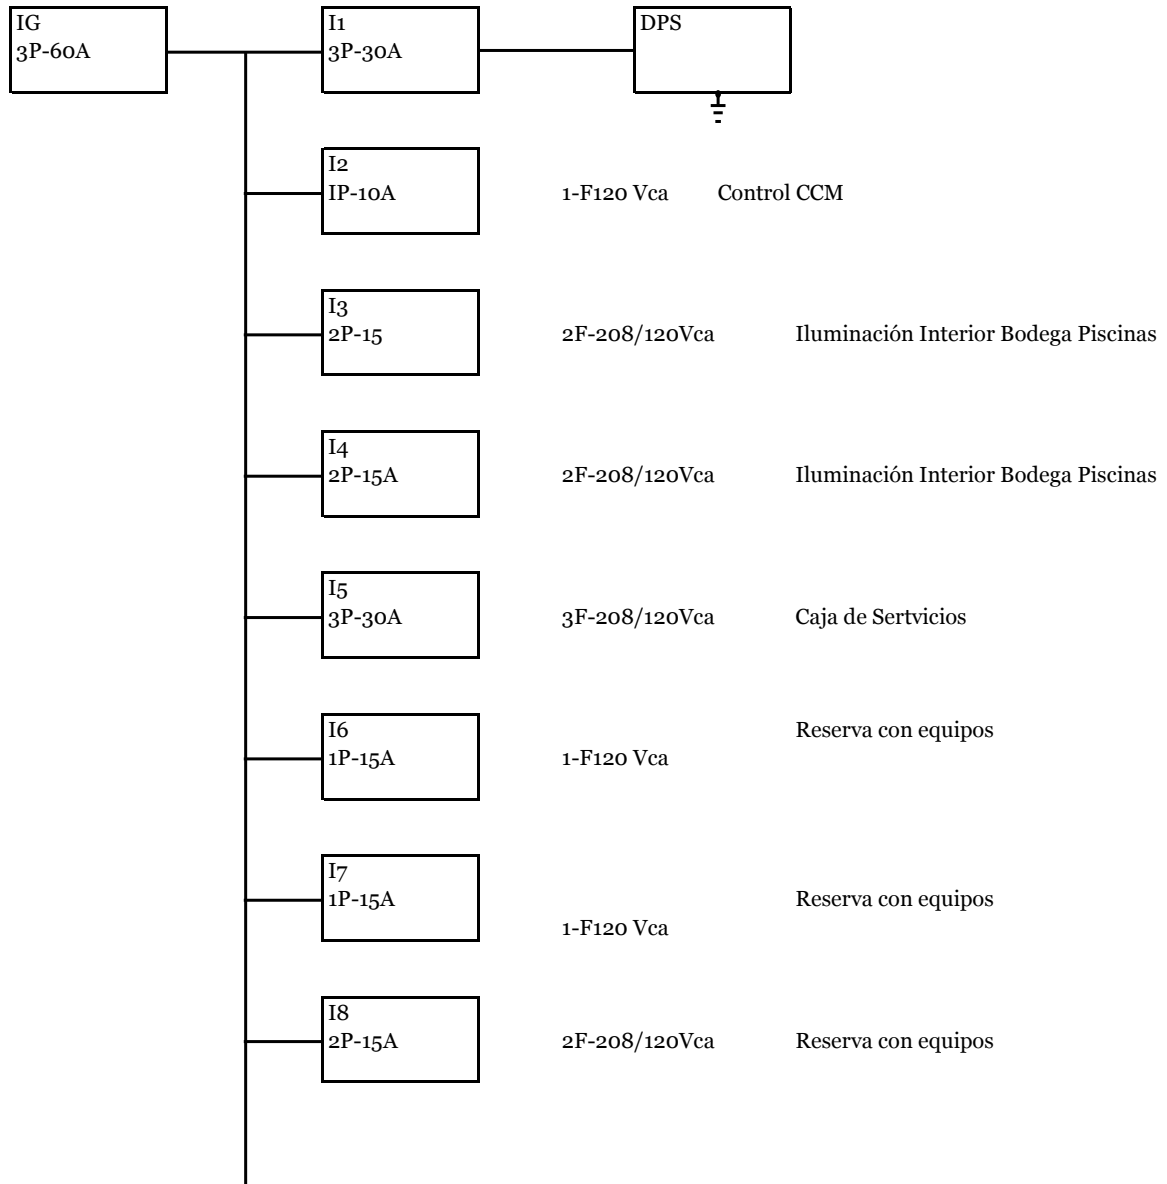 IG
3P-60A
I1
3P-30A
DPS
I2
IP-10A
1-F120 Vca
Control CCM
I3
2P-15
2F-208/120Vca
Iluminación Interior Bodega Piscinas
I4
2P-15A
2F-208/120Vca
Iluminación Interior Bodega Piscinas
I5
3P-30A
3F-208/120Vca
Caja de Sertvicios
I6
1P-15A
1-F120 Vca
Reserva con equipos
I7
1P-15A
1-F120 Vca
Reserva con equipos
I8
2P-15A
2F-208/120Vca
Reserva con equipos